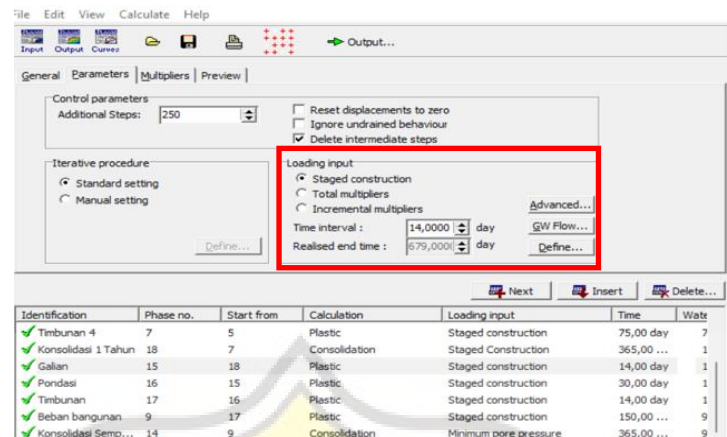 File Edit View Calculate Help
Input Output Curves Output...
General Parameters Multipliers Preview
Control parameters
Additional Steps: 250
Reset displacements to zero
Ignore undrained behaviour
Delete intermediate steps
Iterative procedure
Standard setting
Manual setting
Define...
Loading input
Staged construction
Total multipliers
Incremental multipliers
Advanced...
Time interval : 14,0000 day GW Flow...
Realised end time : 679,000( day Define...
Next Insert Delete...
Identification Phase no. Start from Calculation Loading input Time Wate
Timbunan 4 7 5 Plastic Staged construction 75,00 day 7
Konsolidasi 1 Tahun 18 7 Consolidation Staged Construction 365,00 ... 1
Galian 15 18 Plastic Staged construction 14,00 day 1
Pondasi 16 15 Plastic Staged construction 30,00 day 1
Timbunan 17 16 Plastic Staged construction 14,00 day 1
Beban bangunan 9 17 Plastic Staged construction 150,00 ... 9
Konsolidasi Semp... 14 9 Consolidation Minimum pore pressure 365,00 ... 9